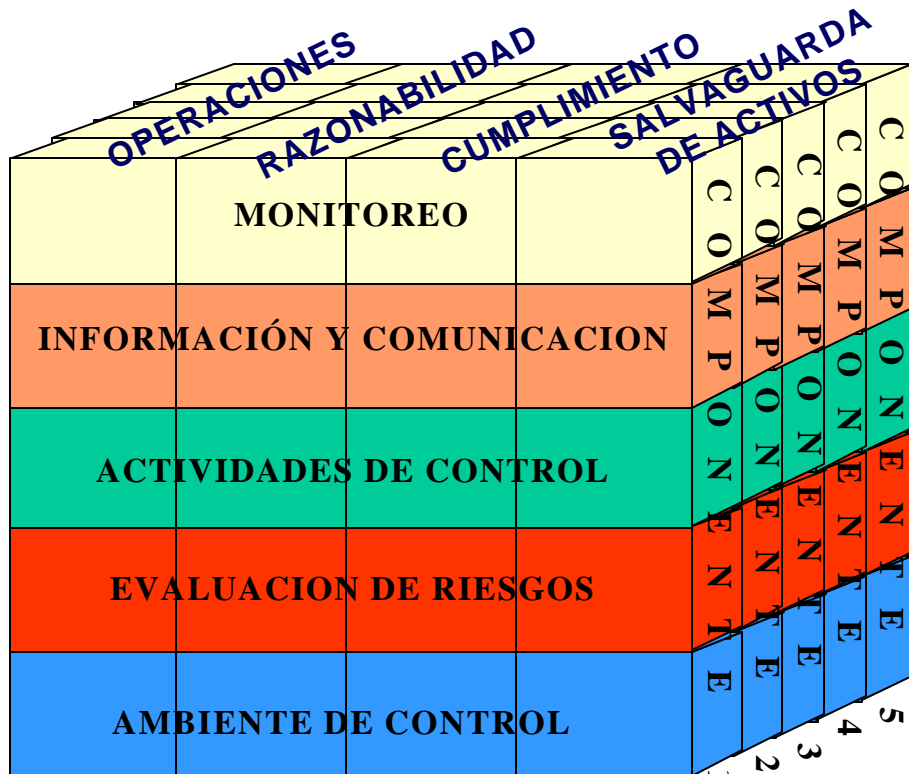 OPERACIONES
RAZONABILIDAD
CUMPLIMIENTO
SALVAGUARDA
DE ACTIVOS
MONITOREO
INFORMACIÓN Y COMUNICACION
ACTIVIDADES DE CONTROL
EVALUACION DE RIESGOS
AMBIENTE DE CONTROL
COMPONENTE
COMPONENTE 2
COMPONENTE 3
COMPONENTE 4
COMPONENTE 5